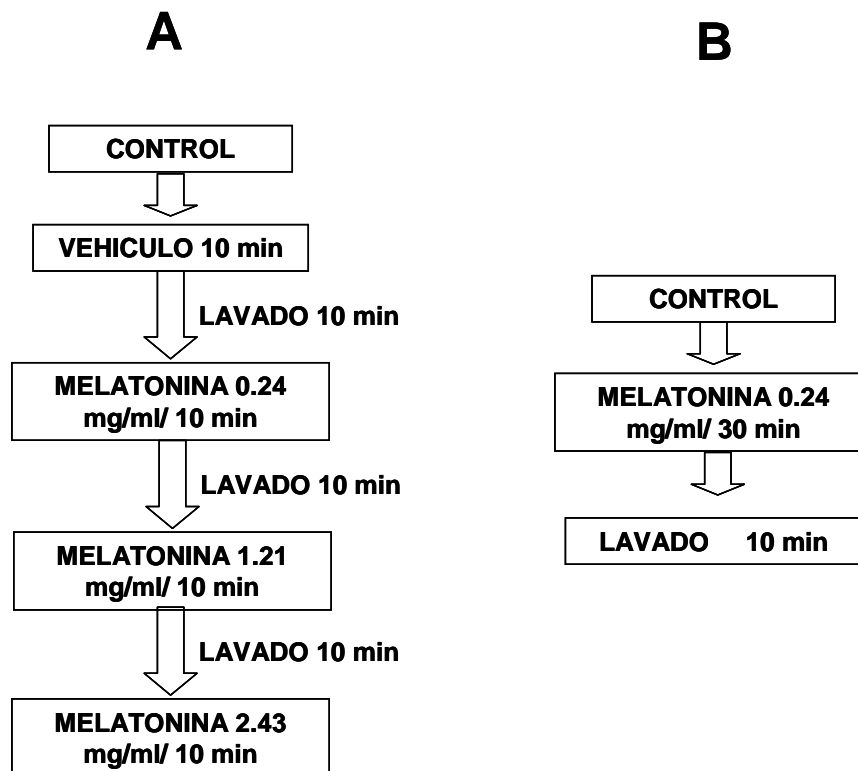 A
CONTROL
VEHICULO 10 min
LAVADO 10 min
MELATONINA 0.24
mg/ml/ 10 min
LAVADO 10 min
MELATONINA 1.21
mg/ml/ 10 min
LAVADO 10 min
MELATONINA 2.43
mg/ml/ 10 min
B
CONTROL
MELATONINA 0.24
mg/ml/ 30 min
LAVADO 10 min